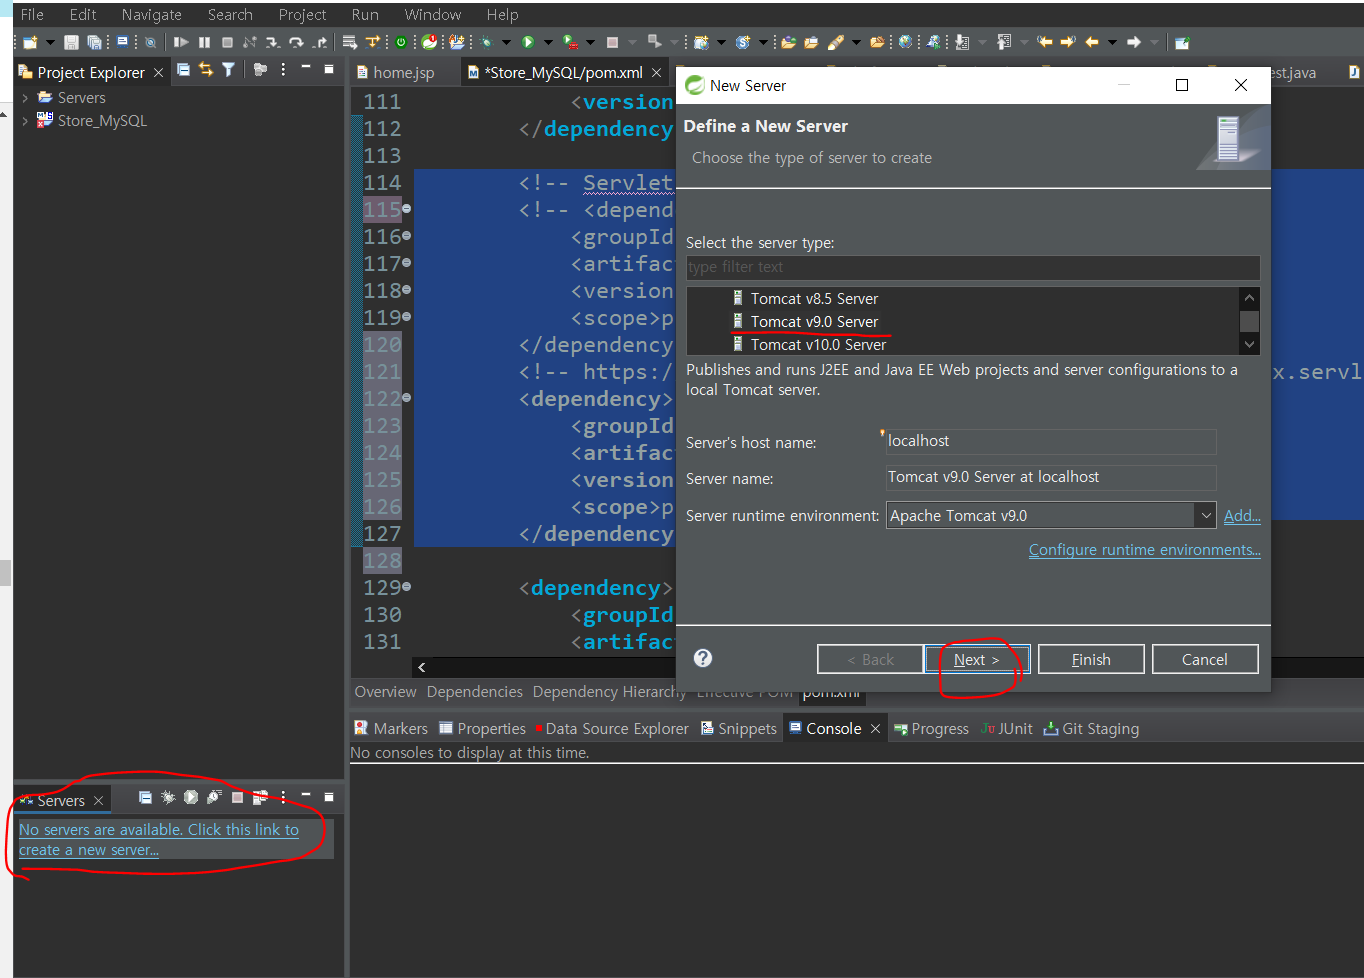 File Edit Navigate Search Project Run Window Help
Project Explorer
Servers
Store_MySQL
home.jsp
*Store_MySQL/pom.xml
est.java
111 <version
112 </dependency
113
114 <!-- Servlet
115 <!-- <depend
116 <groupId
117 <artifac
118 <version
119 <scope>p
120 </dependency
121 <!-- https:/ x.servl
122 <dependency>
123 <groupId
124 <artifac
125 <version
126 <scope>p
127 </dependency
128
129 <dependency>
130 <groupId
131 <artifac
Overview Dependencies Dependency Hierarchy Effective POM pom.xml
New Server
Define a New Server
Choose the type of server to create
Select the server type:
type filter text
Tomcat v8.5 Server
Tomcat v9.0 Server
Tomcat v10.0 Server
Publishes and runs J2EE and Java EE Web projects and server configurations to a
local Tomcat server.
Server's host name: localhost
Server name: Tomcat v9.0 Server at localhost
Server runtime environment: Apache Tomcat v9.0 Add...
Configure runtime environments...
< Back Next > Finish Cancel
Markers Properties Data Source Explorer Snippets Console Progress JUnit Git Staging
No consoles to display at this time.
Servers
No servers are available. Click this link to
create a new server...